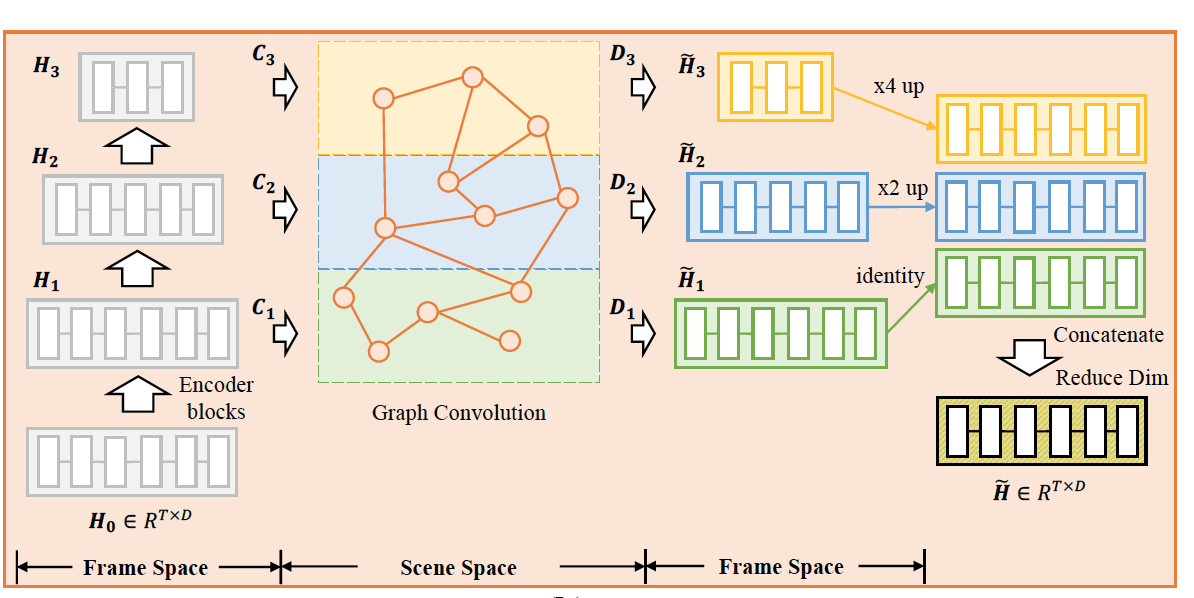 H₃
C₃
D₃
H̃₃
x4 up
H₂
C₂
D₂
H̃₂
x2 up
H₁
C₁
D₁
H̃₁
identity
Concatenate
Encoder
blocks
Graph Convolution
Reduce Dim
H₀ ∈ R^{T×D}
H̃ ∈ R^{T×D}
Frame Space
Scene Space
Frame Space